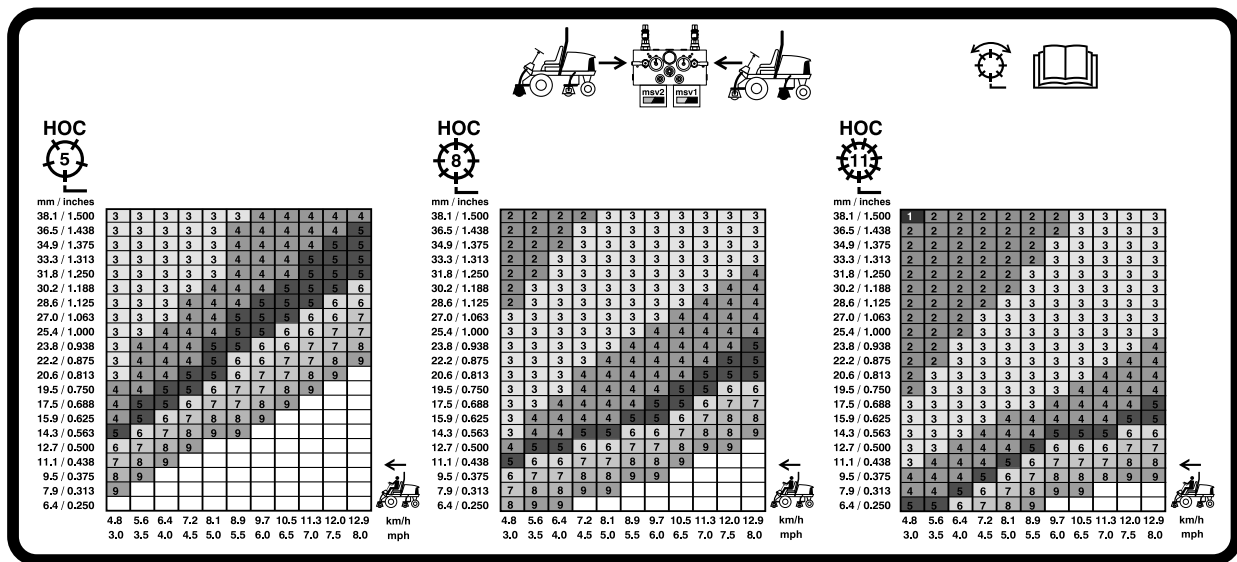 msv2 msv1
HOC
5
mm / inches
38.1 / 1.500 3 3 3 3 3 3 4 4 4 4 4
36.5 / 1.438 3 3 3 3 3 4 4 4 4 4 5
34.9 / 1.375 3 3 3 3 3 4 4 4 4 5 5
33.3 / 1.313 3 3 3 3 3 4 4 4 5 5 5
31.8 / 1.250 3 3 3 3 3 4 4 4 5 5 5
30.2 / 1.188 3 3 3 3 4 4 4 5 5 5 6
28.6 / 1.125 3 3 3 4 4 4 5 5 5 6 6
27.0 / 1.063 3 3 3 4 4 5 5 5 6 6 7
25.4 / 1.000 3 3 4 4 4 5 5 6 6 7 7
23.8 / 0.938 3 4 4 4 5 5 6 6 7 7 8
22.2 / 0.875 3 4 4 4 5 6 6 7 7 8 9
20.6 / 0.813 3 4 4 5 5 6 7 7 8 9
19.5 / 0.750 4 4 5 5 6 7 7 8 9
17.5 / 0.688 4 5 5 6 6 7 8 9
15.9 / 0.625 4 5 6 7 7 8 9
14.3 / 0.563 5 6 7 8 9 9
12.7 / 0.500 6 7 8 9
11.1 / 0.438 7 8 9
9.5 / 0.375 8 9
7.9 / 0.313 9
6.4 / 0.250
4.8 5.6 6.4 7.2 8.1 8.9 9.7 10.5 11.3 12.0 12.9 km/h
3.0 3.5 4.0 4.5 5.0 5.5 6.0 6.5 7.0 7.5 8.0 mph
HOC
8
mm / inches
38.1 / 1.500 2 2 2 2 3 3 3 3 3 3 3
36.5 / 1.438 2 2 2 3 3 3 3 3 3 3 3
34.9 / 1.375 2 2 2 3 3 3 3 3 3 3 3
33.3 / 1.313 2 2 3 3 3 3 3 3 3 3 3
31.8 / 1.250 2 2 3 3 3 3 3 3 3 3 4
30.2 / 1.188 2 3 3 3 3 3 3 3 3 4 4
28.6 / 1.125 2 3 3 3 3 3 3 3 4 4 4
27.0 / 1.063 3 3 3 3 3 3 3 4 4 4 4
25.4 / 1.000 3 3 3 3 3 3 4 4 4 4 4
23.8 / 0.938 3 3 3 3 3 4 4 4 4 4 5
22.2 / 0.875 3 3 3 3 4 4 4 4 5 5 5
20.6 / 0.813 3 3 3 4 4 4 4 5 5 5 5
19.5 / 0.750 3 3 3 4 4 4 5 5 5 6 6
17.5 / 0.688 3 3 4 4 4 5 5 5 6 7 7
15.9 / 0.625 3 4 4 4 5 5 5 6 7 8 8
14.3 / 0.563 3 4 4 5 5 6 6 7 8 8 9
12.7 / 0.500 4 5 5 6 6 7 7 8 9 9
11.1 / 0.438 5 6 6 7 7 8 8 9
9.5 / 0.375 6 7 7 8 8 9 9
7.9 / 0.313 7 8 8 9 9
6.4 / 0.250 8 9 9
4.8 5.6 6.4 7.2 8.1 8.9 9.7 10.5 11.3 12.0 12.9 km/h
3.0 3.5 4.0 4.5 5.0 5.5 6.0 6.5 7.0 7.5 8.0 mph
HOC
11
mm / inches
38.1 / 1.500 1 2 2 2 2 2 2 3 3 3 3
36.5 / 1.438 2 2 2 2 2 2 2 3 3 3 3
34.9 / 1.375 2 2 2 2 2 2 3 3 3 3 3
33.3 / 1.313 2 2 2 2 2 2 3 3 3 3 3
31.8 / 1.250 2 2 2 2 2 3 3 3 3 3 3
30.2 / 1.188 2 2 2 2 2 3 3 3 3 3 3
28.6 / 1.125 2 2 2 2 3 3 3 3 3 3 3
27.0 / 1.063 2 2 2 3 3 3 3 3 3 3 3
25.4 / 1.000 2 2 2 3 3 3 3 3 3 3 3
23.8 / 0.938 2 2 3 3 3 3 3 3 3 3 4
22.2 / 0.875 2 2 3 3 3 3 3 3 3 4 4
20.6 / 0.813 2 3 3 3 3 3 3 3 4 4 4
19.5 / 0.750 2 3 3 3 3 3 3 4 4 4 4
17.5 / 0.688 3 3 3 3 3 3 4 4 4 4 5
15.9 / 0.625 3 3 3 3 4 4 4 4 4 5 5
14.3 / 0.563 3 3 3 4 4 4 5 5 5 6 6
12.7 / 0.500 3 3 4 4 4 5 6 6 6 7 7
11.1 / 0.438 3 4 4 4 5 6 6 7 7 8 8
9.5 / 0.375 4 4 4 5 6 7 8 8 8 9 9
7.9 / 0.313 4 4 5 6 7 8 9 9
6.4 / 0.250 5 5 6 7 8 9
4.8 5.6 6.4 7.2 8.1 8.9 9.7 10.5 11.3 12.0 12.9 km/h
3.0 3.5 4.0 4.5 5.0 5.5 6.0 6.5 7.0 7.5 8.0 mph